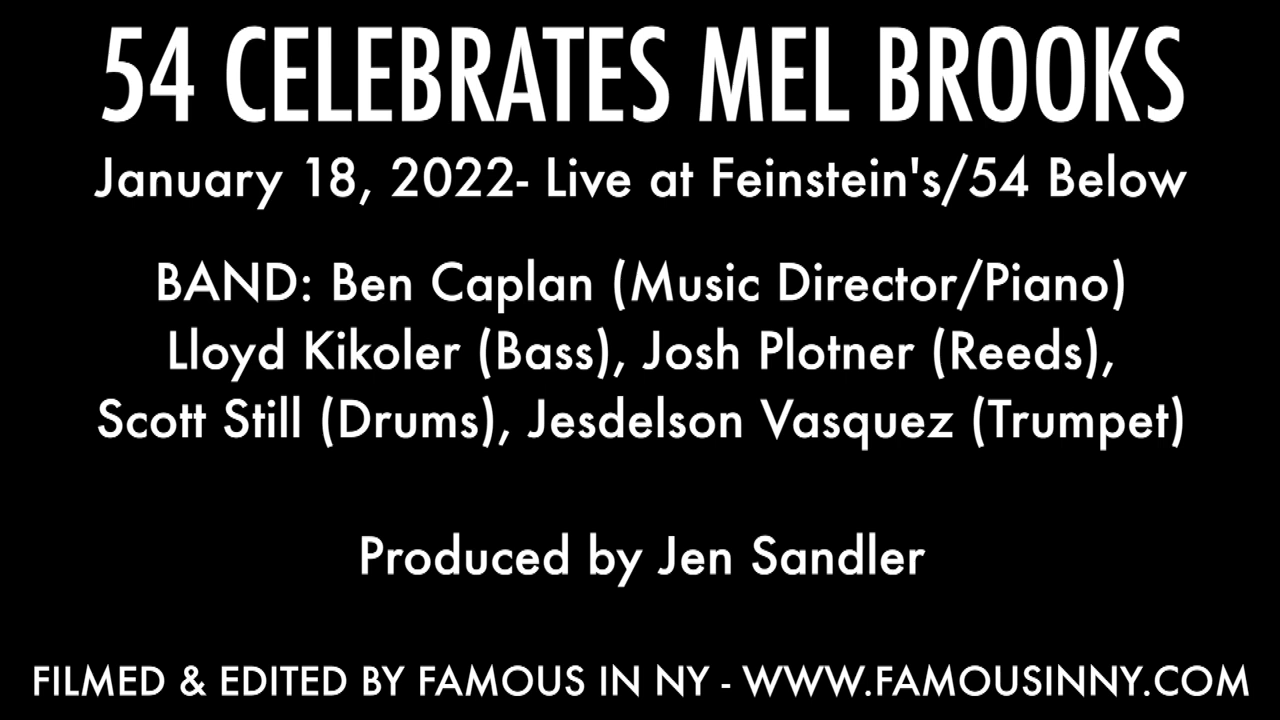 54 CELEBRATES MEL BROOKS
January 18, 2022- Live at Feinstein's/54 Below
BAND: Ben Caplan (Music Director/Piano)
Lloyd Kikoler (Bass), Josh Plotner (Reeds),
Scott Still (Drums), Jesdelson Vasquez (Trumpet)
Produced by Jen Sandler
FILMED & EDITED BY FAMOUS IN NY - WWW.FAMOUSINNY.COM